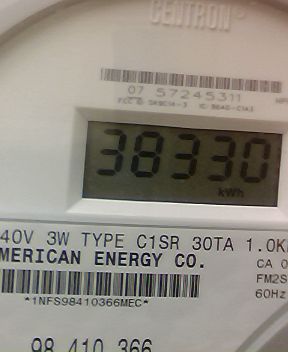 CENTRON®
07 57245311
38330
kWh
40V 3W TYPE C1SR 30TA 1.0K
MERICAN ENERGY CO.
CA 0
FM2S
60Hz
*1NFS98410366MEC*
98 410 366